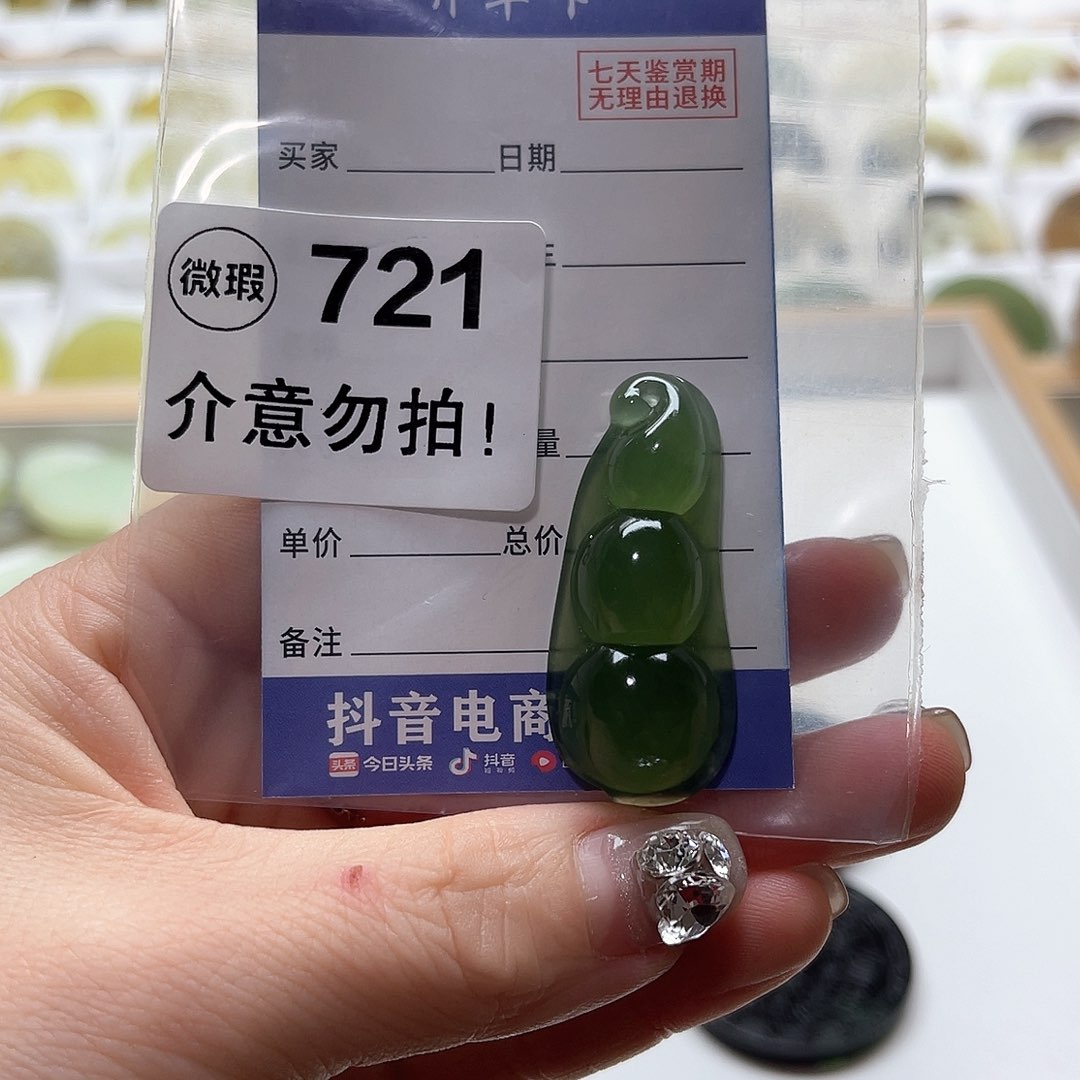 七天鉴赏期
无理由退换
买家 日期
微瑕 721
介意勿拍!
量
单价 总价
备注
抖音电商
头条 今日头条 抖音